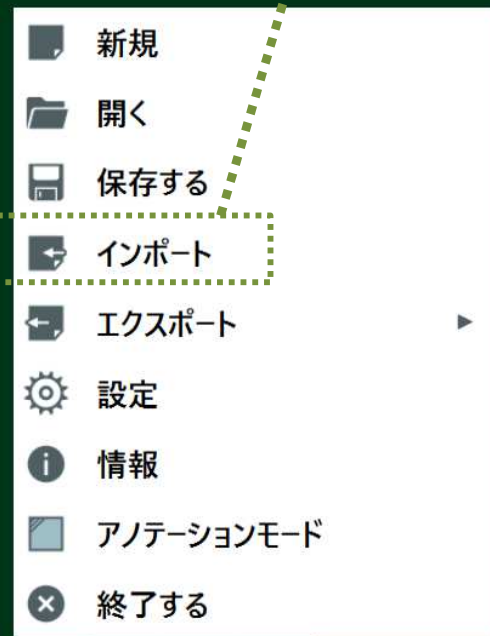 新規
開く
保存する
インポート
エクスポート
設定
情報
アノテーションモード
終了する